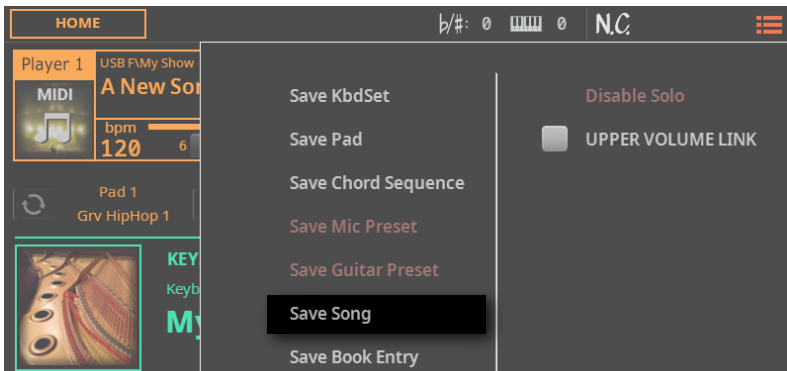 HOME
♭/#: 0
0
N.C.
Player 1
USB F\My Show
MIDI
A New Sor
bpm
120
6
Pad 1
Grv HipHop 1
KEY
Keyb
My
Save KbdSet
Save Pad
Save Chord Sequence
Save Mic Preset
Save Guitar Preset
Save Song
Save Book Entry
Disable Solo
UPPER VOLUME LINK